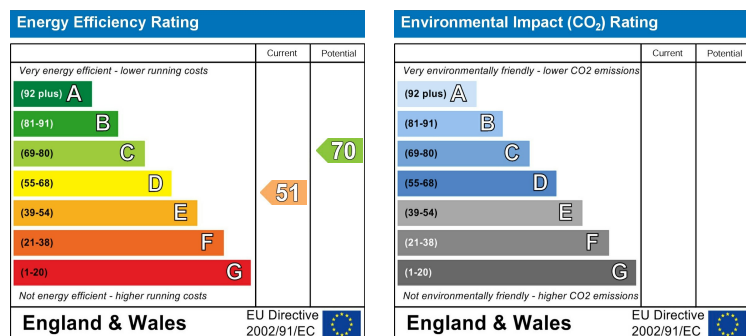 Energy Efficiency Rating
Current Potential
Very energy efficient - lower running costs
(92 plus) A
(81-91) B
(69-80) C
70
(55-68) D
51
(39-54) E
(21-38) F
(1-20) G
Not energy efficient - higher running costs
England & Wales
EU Directive
2002/91/EC
Environmental Impact (CO₂) Rating
Current Potential
Very environmentally friendly - lower CO2 emissions
(92 plus) A
(81-91) B
(69-80) C
(55-68) D
(39-54) E
(21-38) F
(1-20) G
Not environmentally friendly - higher CO2 emissions
England & Wales
EU Directive
2002/91/EC